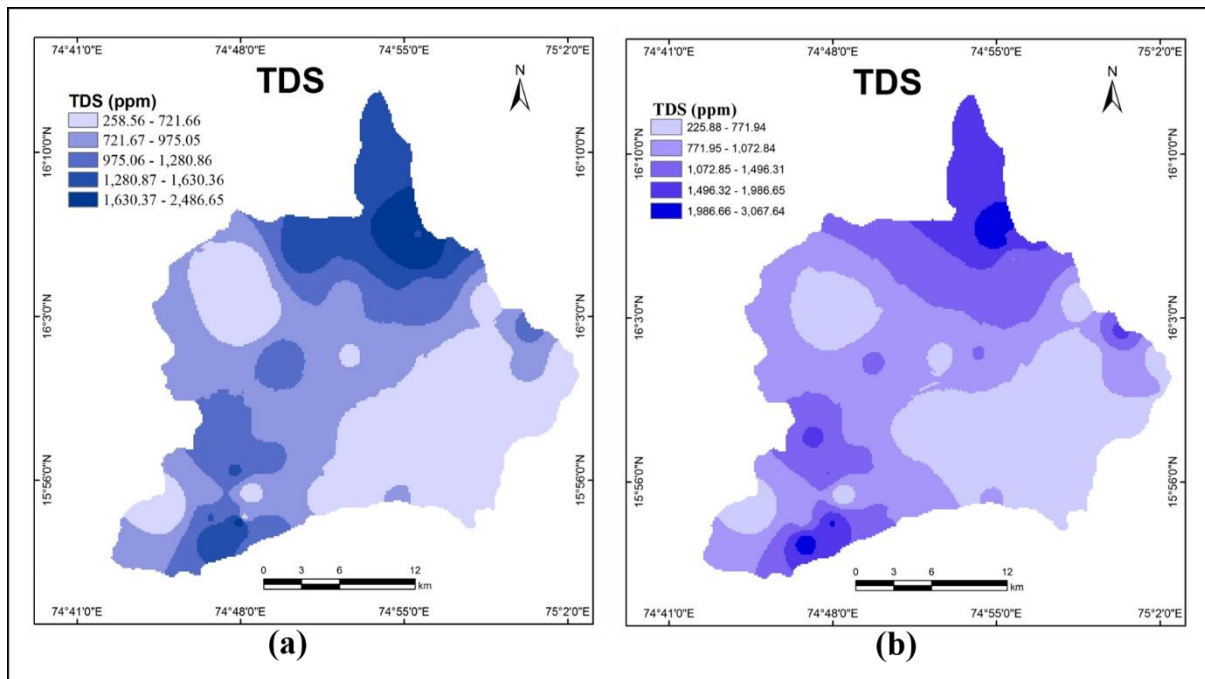 74°41'0"E 74°48'0"E 74°55'0"E 75°2'0"E
TDS
N
TDS (ppm)
258.56 - 721.66
721.67 - 975.05
975.06 - 1,280.86
1,280.87 - 1,630.36
1,630.37 - 2,486.65
16°10'0"N
16°3'0"N
15°56'0"N
16°10'0"N
16°3'0"N
15°56'0"N
0 3 6 12
km
74°41'0"E 74°48'0"E 74°55'0"E 75°2'0"E
(a)
74°41'0"E 74°48'0"E 74°55'0"E 75°2'0"E
TDS
N
TDS (ppm)
225.88 - 771.94
771.95 - 1,072.84
1,072.85 - 1,496.31
1,496.32 - 1,986.65
1,986.66 - 3,067.64
16°10'0"N
16°3'0"N
15°56'0"N
16°10'0"N
16°3'0"N
15°56'0"N
0 3 6 12
km
74°41'0"E 74°48'0"E 74°55'0"E 75°2'0"E
(b)